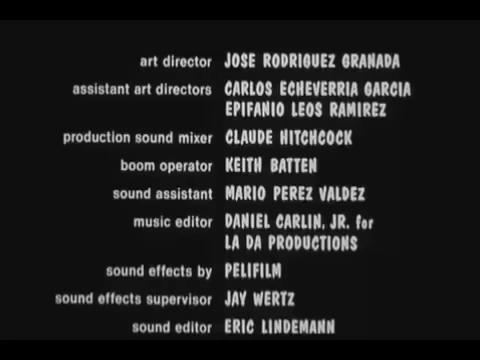 art director JOSE RODRIGUEZ GRANADA
assistant art directors CARLOS ECHEVERRIA GARCIA
EPIFANIO LEOS RAMIREZ
production sound mixer CLAUDE HITCHCOCK
boom operator KEITH BATTEN
sound assistant MARIO PEREZ VALDEZ
music editor DANIEL CARLIN, JR. for
LA DA PRODUCTIONS
sound effects by PELIFILM
sound effects supervisor JAY WERTZ
sound editor ERIC LINDEMANN